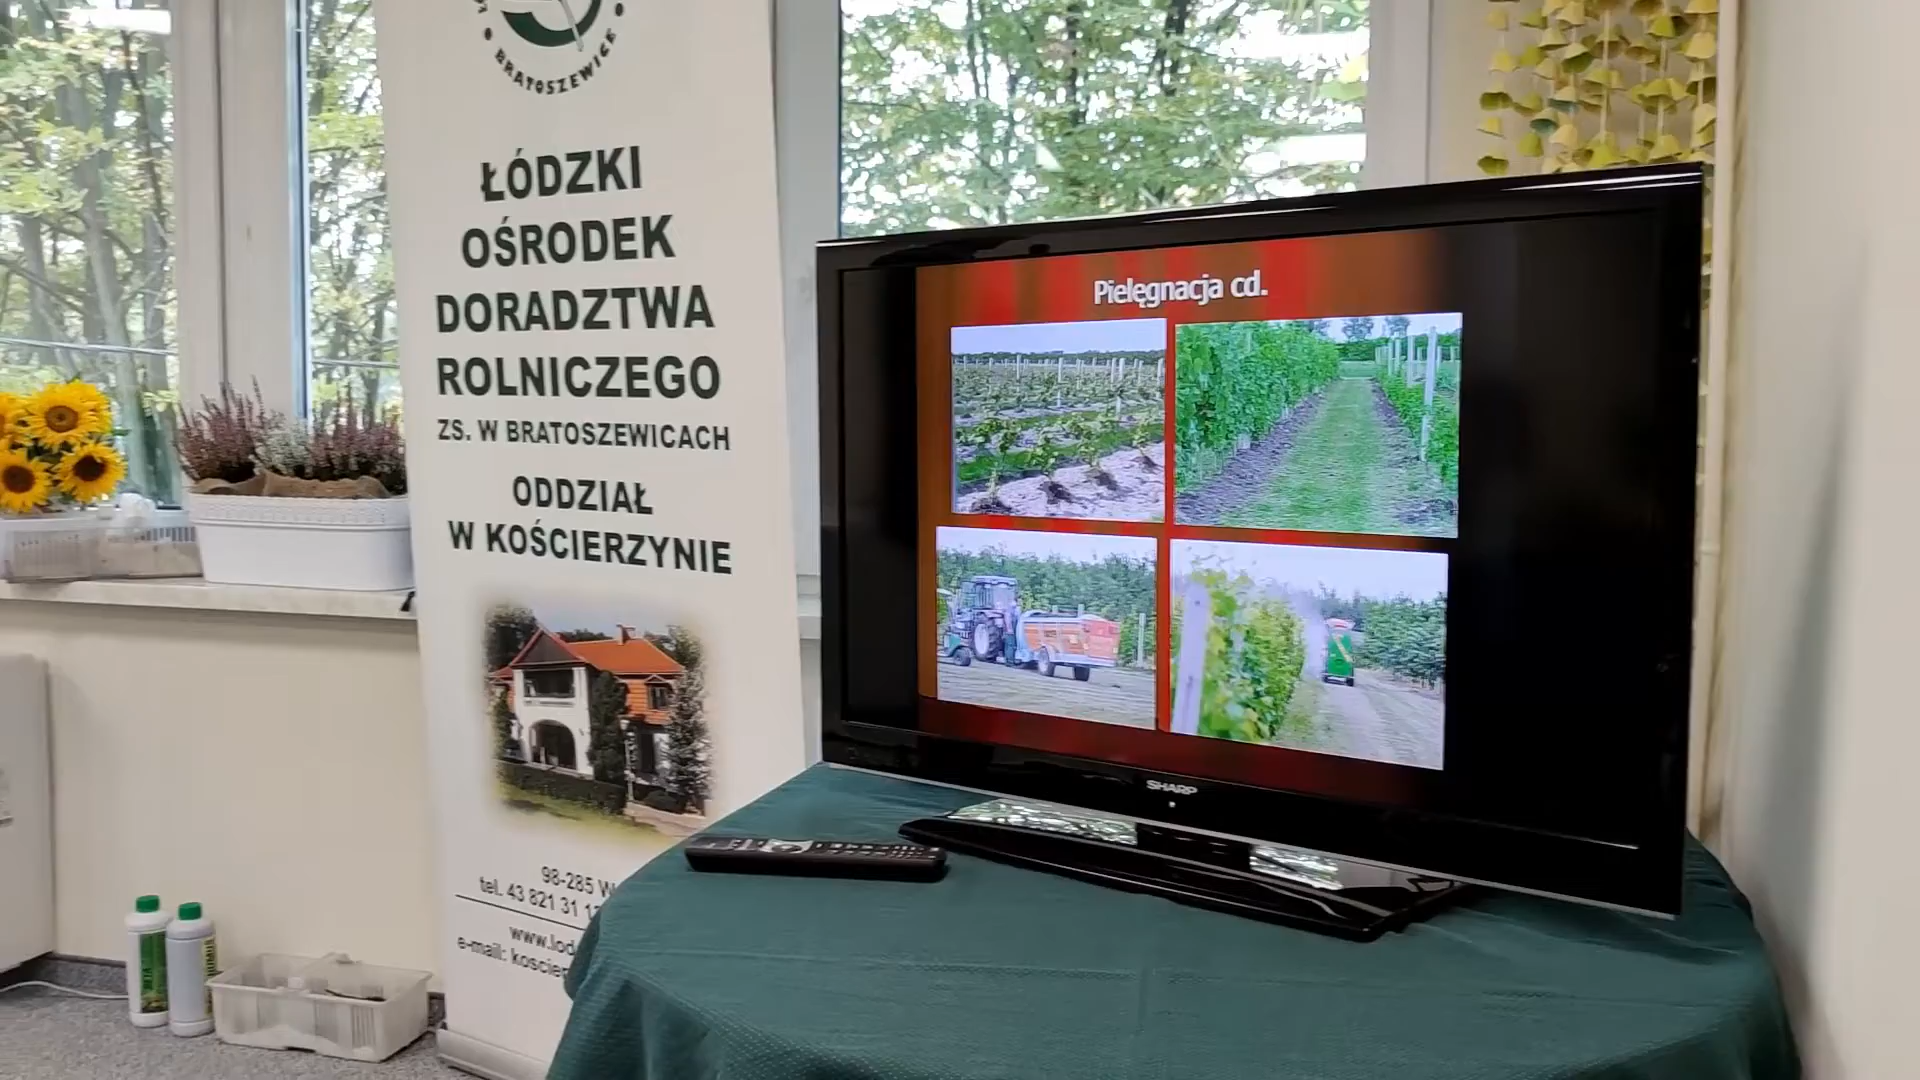 BRATOSZEWICE
ŁÓDZKI
OŚRODEK
DORADZTWA
ROLNICZEGO
ZS. W BRATOSZEWICACH
ODDZIAŁ
W KOŚCIERZYNIE
98-285 W
tel. 43 821 31 1
www.lod
e-mail: koscie
Pielęgnacja cd.
SHARP